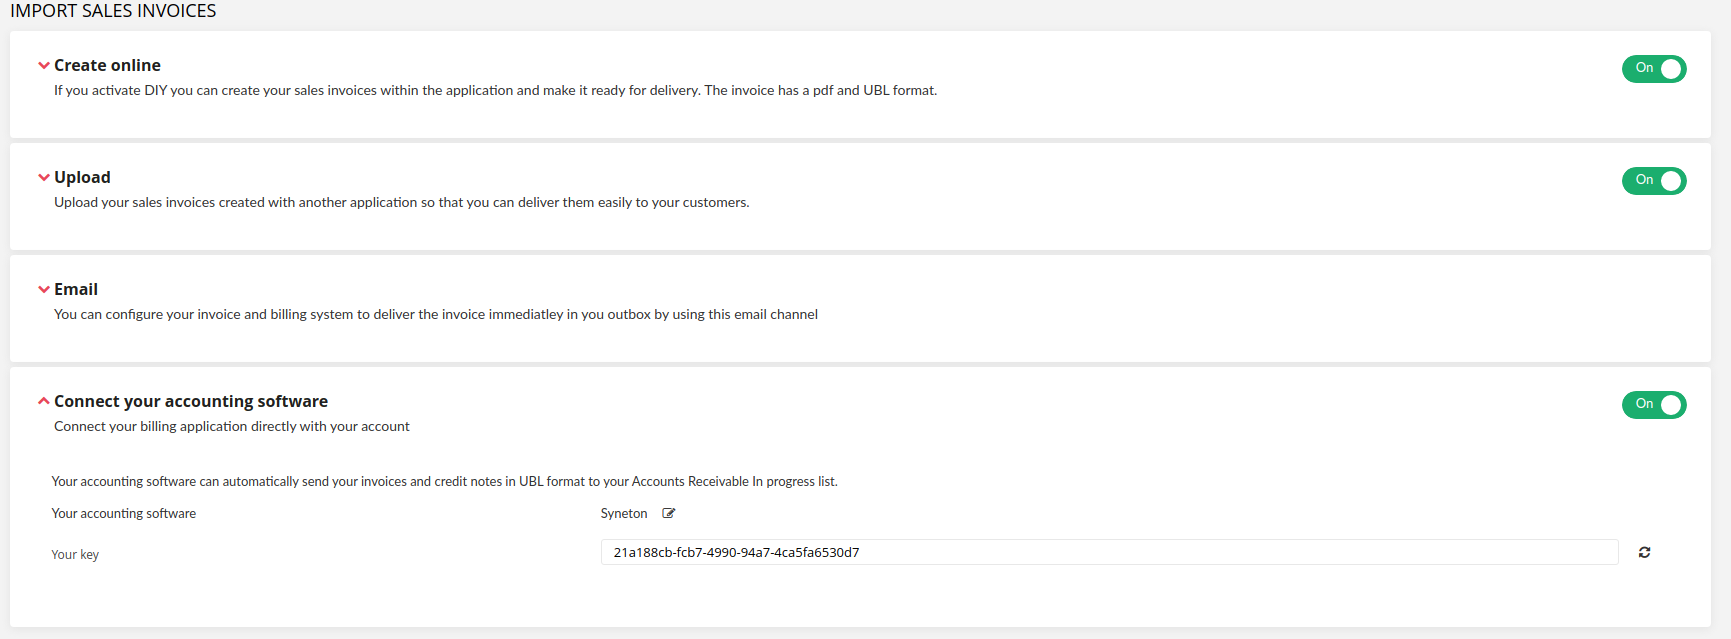 IMPORT SALES INVOICES
Create online
On
If you activate DIY you can create your sales invoices within the application and make it ready for delivery. The invoice has a pdf and UBL format.
Upload
On
Upload your sales invoices created with another application so that you can deliver them easily to your customers.
Email
You can configure your invoice and billing system to deliver the invoice immediatley in you outbox by using this email channel
Connect your accounting software
On
Connect your billing application directly with your account
Your accounting software can automatically send your invoices and credit notes in UBL format to your Accounts Receivable In progress list.
Your accounting software Syneton
Your key 21a188cb-fcb7-4990-94a7-4ca5fa6530d7